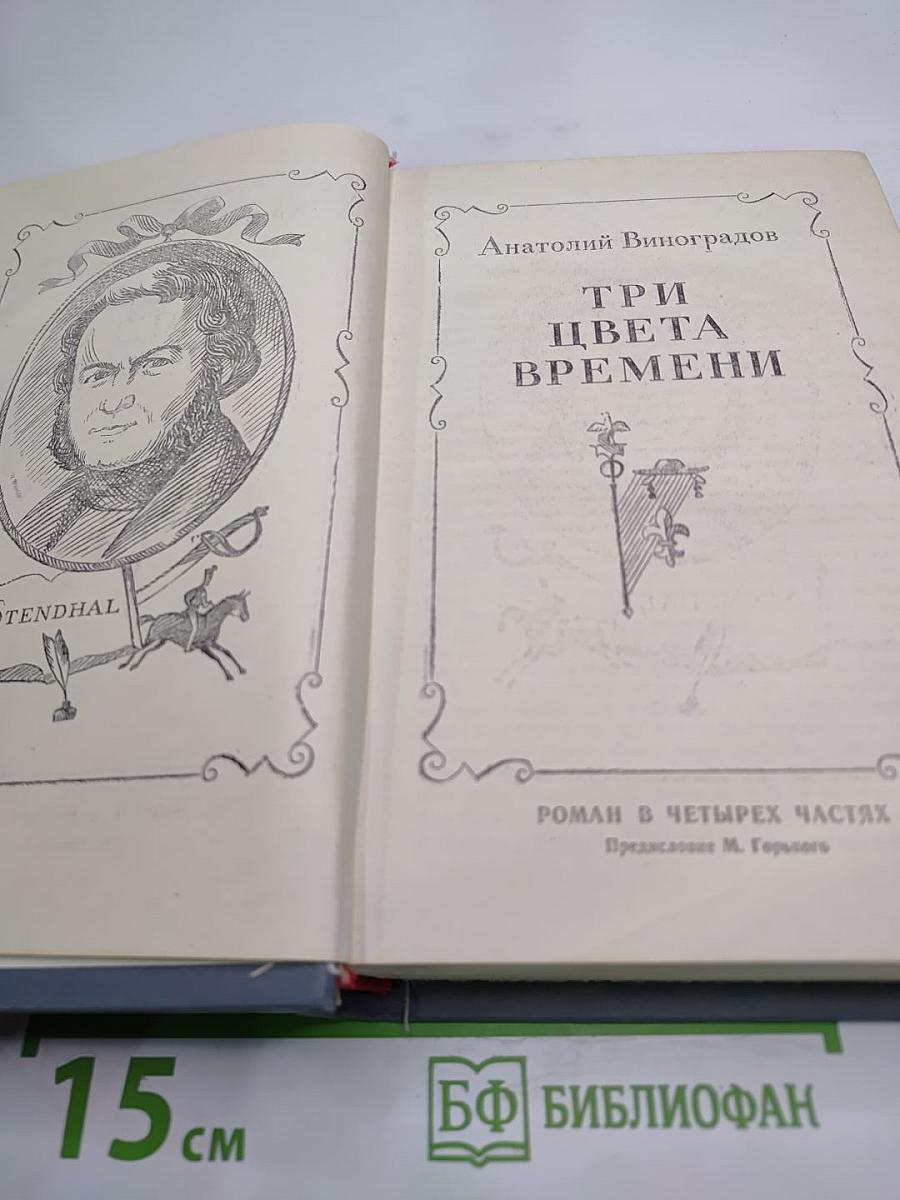 STENDHAL
Анатолий Виноградов
ТРИ
ЦВЕТА
ВРЕМЕНИ
РОМАН В ЧЕТЫРЕХ ЧАСТЯХ
Предисловие М. Горького
15 см
БФ БИБЛИОФАН